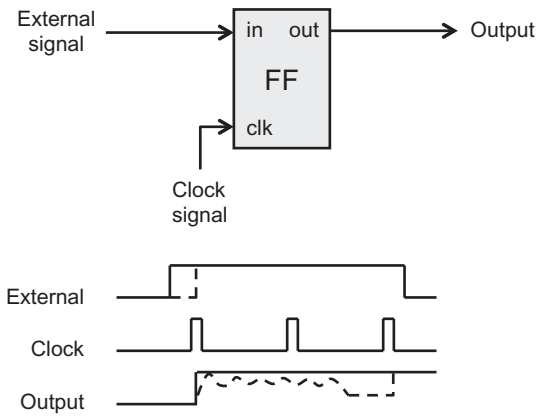 External
signal
in out
Output
FF
clk
Clock
signal
External
Clock
Output